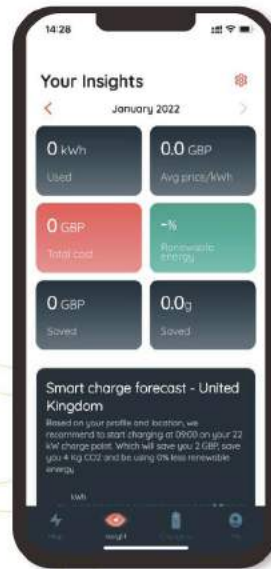 14:28
Your Insights
January 2022
0 kWh
Used
0.0 GBP
Avg price/kWh
0 GBP
Total cost
-%
Renewable
energy
0 GBP
Saved
0.0g
Saved
Smart charge forecast - United
Kingdom
Based on your profile and location, we
recommend to start charging at 09:00 on your 22
kW charge point. Which will save you 2 GBP, save
you 4 Kg CO2 and be using 0% less renewable
energy
kWh
Insight